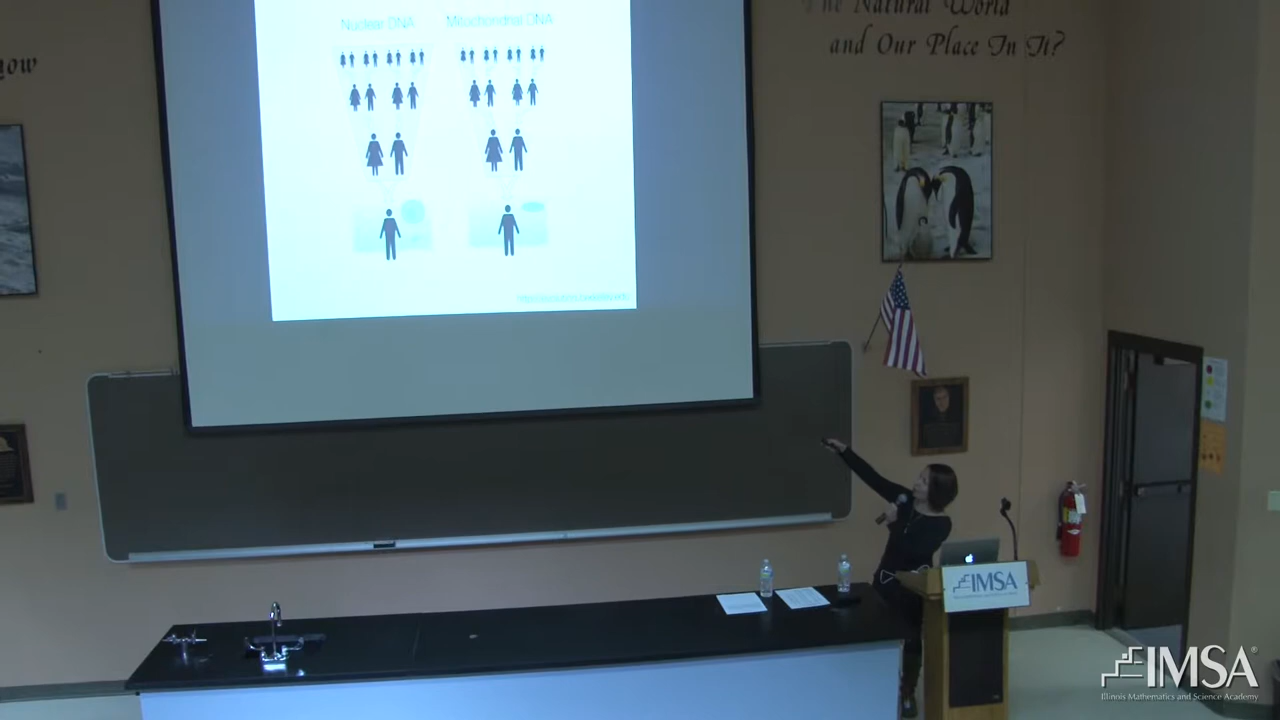 Nuclear DNA
Mitochondrial DNA
The Natural World
and Our Place In It?
IMSA
IMSA®
Illinois Mathematics and Science Academy